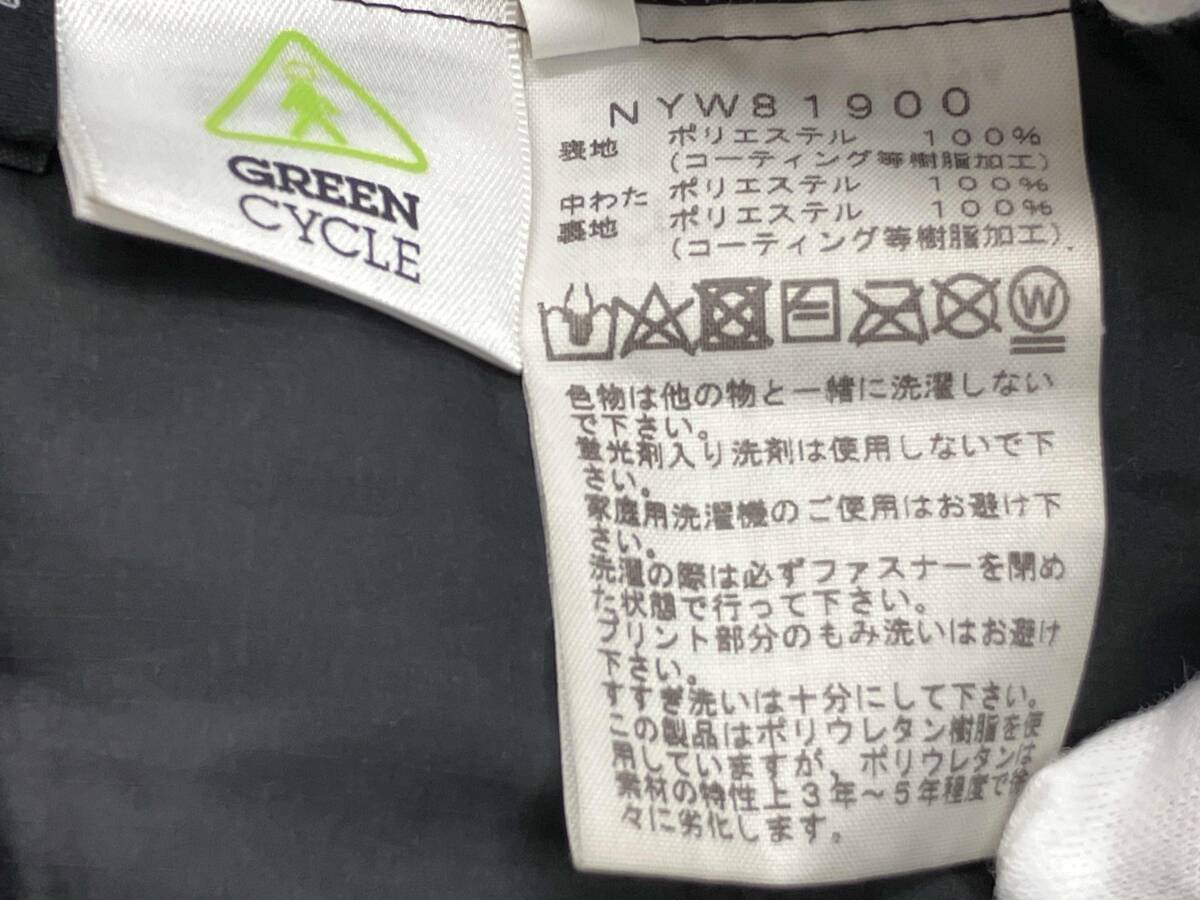 GREEN
CYCLE
NYW81900
表地 ポリエステル 100%
(コーティング等樹脂加工)
中わた ポリエステル 100%
裏地 ポリエステル 100%
(コーティング等樹脂加工)
W
色物は他の物と一緒に洗濯しない
で下さい。
蛍光剤入り洗剤は使用しないで下
さい。
家庭用洗濯機のご使用はお避け下
さい。
洗濯の際は必ずファスナーを閉め
た状態で行って下さい。
プリント部分のもみ洗いはお避け
下さい。
すすぎ洗いは十分にして下さい。
この製品はポリウレタン樹脂を使
用していますが、ポリウレタンは
素材の特性上3年~5年程度で徐
々に劣化します。